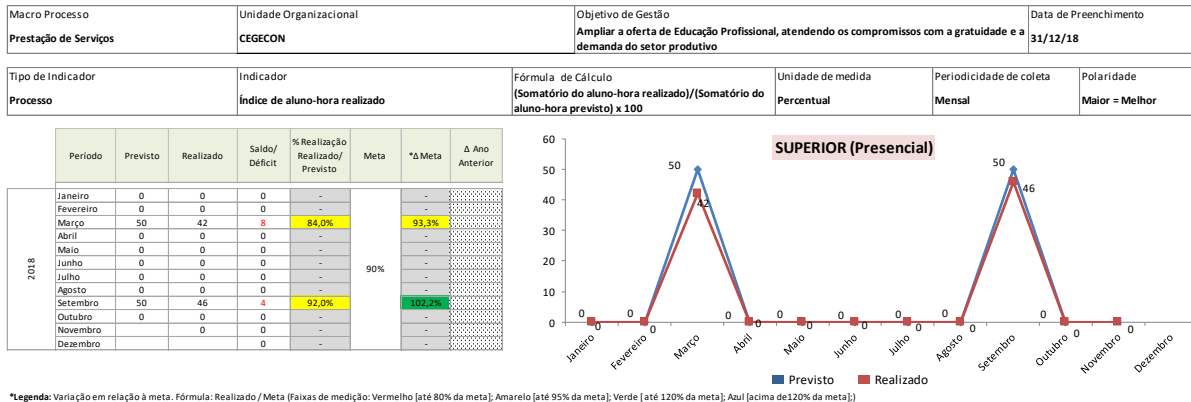 Macro Processo Unidade Organizacional Objetivo de Gestão Data de Preenchimento
Prestação de Serviços CEGECON Ampliar a oferta de Educação Profissional, atendendo os compromissos com a gratuidade e a demanda do setor produtivo 31/12/18
Tipo de Indicador Indicador Fórmula de Cálculo Unidade de medida Periodicidade de coleta Polaridade
Processo Índice de aluno-hora realizado (Somatório do aluno-hora realizado)/(Somatório do aluno-hora previsto) x 100 Percentual Mensal Maior = Melhor
Período Previsto Realizado Saldo/ Déficit % Realização Realizado/ Previsto Meta *Δ Meta Δ Ano Anterior
2018
Janeiro 0 0 0 - -
Fevereiro 0 0 0 - -
Março 50 42 8 84,0% 93,3%
Abril 0 0 0 - -
Maio 0 0 0 - -
Junho 0 0 0 - -
90%
Julho 0 0 0 - -
Agosto 0 0 0 - -
Setembro 50 46 4 92,0% 102,2%
Outubro 0 0 0 - -
Novembro 0 0 - -
Dezembro 0 - -
SUPERIOR (Presencial)
60
50
40
30
20
10
0
50 50
42 46
0 0 0 0 0 0 0 0
0 0 0 0 0
Janeiro Fevereiro Março Abril Maio Junho Julho Agosto Setembro Outubro Novembro Dezembro
Previsto Realizado
*Legenda: Variação em relação à meta. Fórmula: Realizado / Meta (Faixas de medição: Vermelho [até 80% da meta]; Amarelo [até 95% da meta]; Verde [ até 120% da meta]; Azul [acima de120% da meta];)